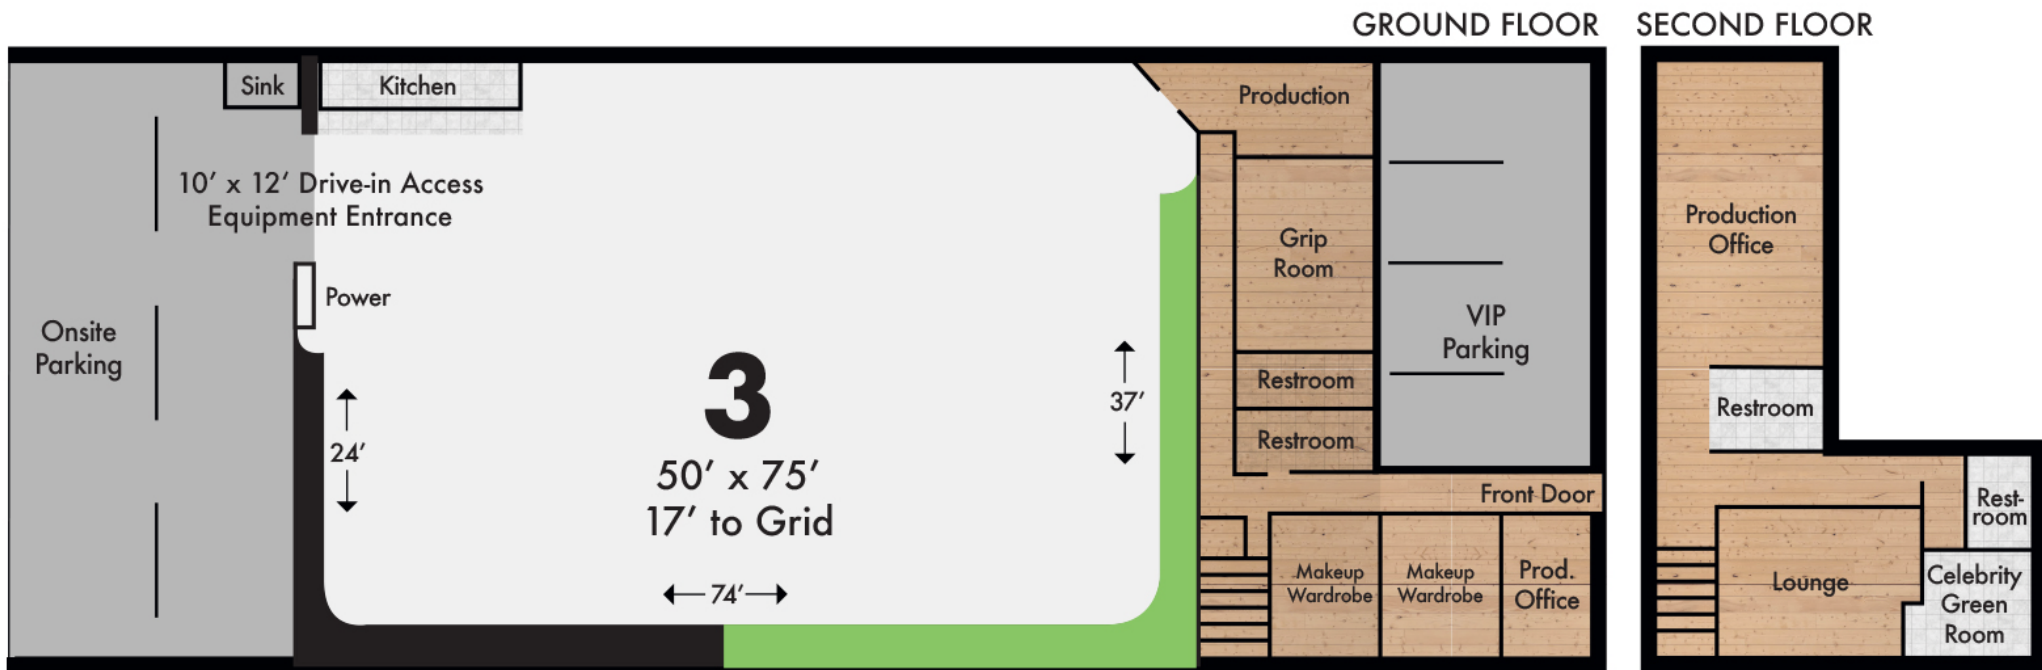 GROUND FLOOR
SECOND FLOOR
Sink
Kitchen
Production
10’ x 12’ Drive-in Access
Equipment Entrance
Power
Onsite
Parking
24’
3
50’ x 75’
17’ to Grid
74’
37’
Grip
Room
Restroom
Restroom
VIP
Parking
Front Door
Makeup
Wardrobe
Makeup
Wardrobe
Prod.
Office
Production
Office
Restroom
Rest-
room
Lounge
Celebrity
Green
Room